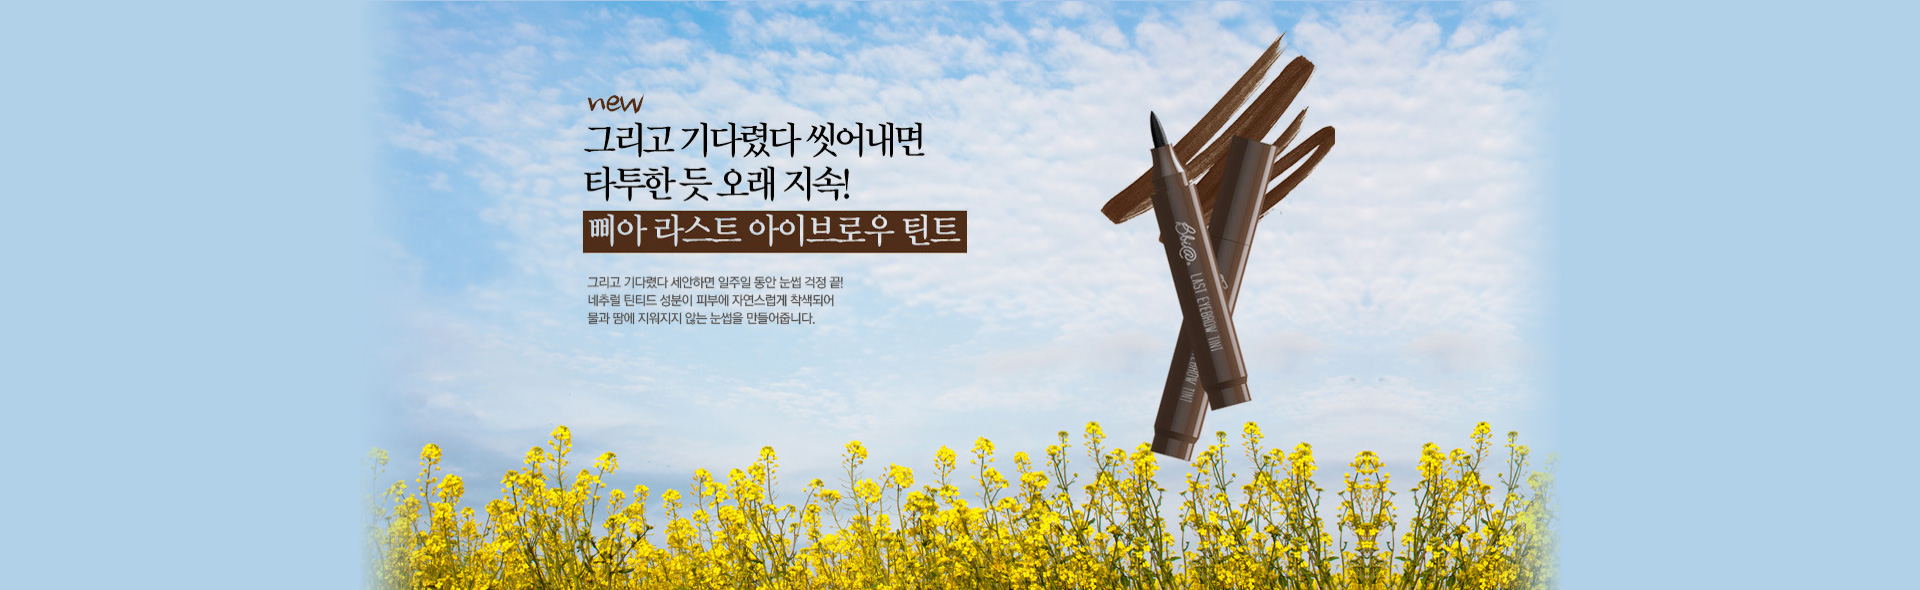 new
그리고 기다렸다 씻어내면
타투한 듯 오래 지속!
삐아 라스트 아이브로우 틴트
그리고 기다렸다 세안하면 일주일 동안 눈썹 걱정 끝!
네추럴 틴티드 성분이 피부에 자연스럽게 착색되어
물과 땀에 지워지지 않는 눈썹을 만들어줍니다.
Bbi@. LAST EYEBROW TINT
TINT